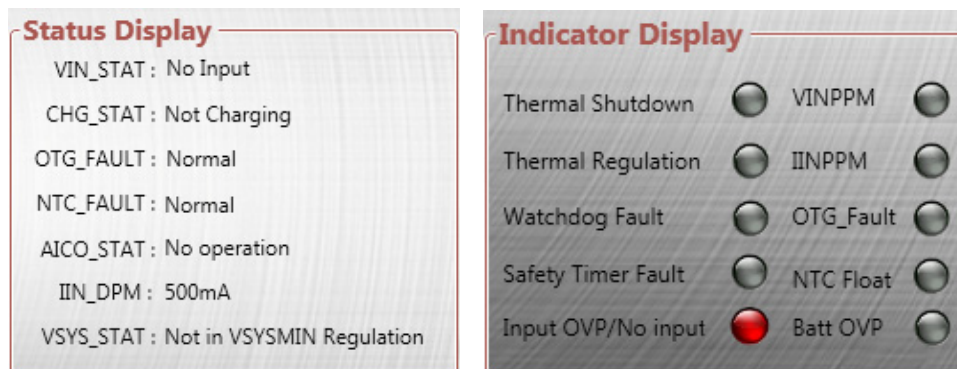 Status Display
VIN_STAT : No Input
CHG_STAT : Not Charging
OTG_FAULT : Normal
NTC_FAULT : Normal
AICO_STAT : No operation
IIN_DPM : 500mA
VSYS_STAT : Not in VSYSMIN Regulation
Indicator Display
Thermal Shutdown VINPPM
Thermal Regulation IINPPM
Watchdog Fault OTG_Fault
Safety Timer Fault NTC Float
Input OVP/No input Batt OVP